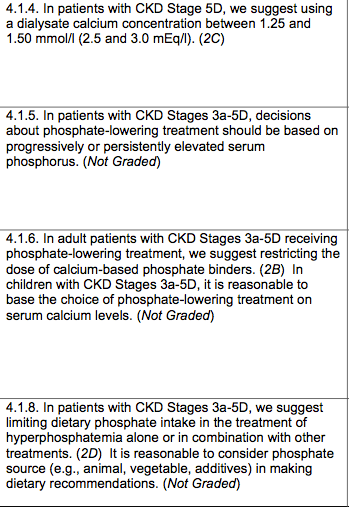 4.1.4. In patients with CKD Stage 5D, we suggest using
a dialysate calcium concentration between 1.25 and
1.50 mmol/l (2.5 and 3.0 mEq/l). (2C)
4.1.5. In patients with CKD Stages 3a-5D, decisions
about phosphate-lowering treatment should be based on
progressively or persistently elevated serum
phosphorus. (Not Graded)
4.1.6. In adult patients with CKD Stages 3a-5D receiving
phosphate-lowering treatment, we suggest restricting the
dose of calcium-based phosphate binders. (2B)  In
children with CKD Stages 3a-5D, it is reasonable to
base the choice of phosphate-lowering treatment on
serum calcium levels. (Not Graded)
4.1.8. In patients with CKD Stages 3a-5D, we suggest
limiting dietary phosphate intake in the treatment of
hyperphosphatemia alone or in combination with other
treatments. (2D)  It is reasonable to consider phosphate
source (e.g., animal, vegetable, additives) in making
dietary recommendations. (Not Graded)